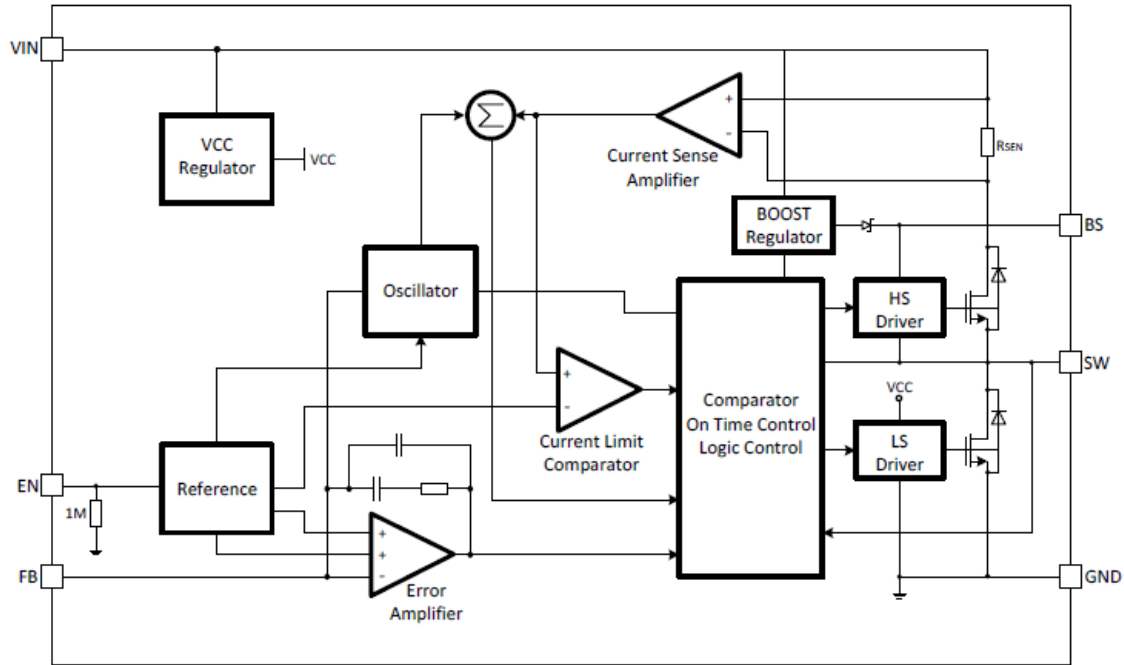 VIN
VCC
Regulator
VCC
Σ
+
-
Current Sense
Amplifier
RSEN
BOOST
Regulator
BS
Oscillator
HS
Driver
SW
+
-
Current Limit
Comparator
Comparator
On Time Control
Logic Control
VCC
LS
Driver
EN
1M
Reference
+
+
-
Error
Amplifier
FB
GND